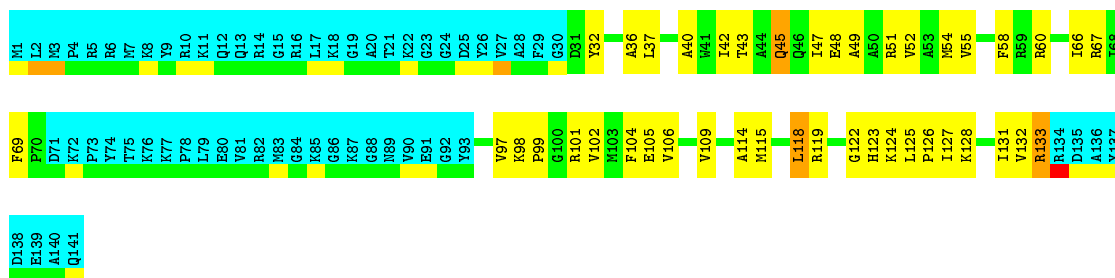 M1 L2 M3 P4 R5 R6 M7 K8 Y9 R10 K11 Q12 Q13 R14 G15 R16 L17 K18 G19 A20 T21 K22 G23 G24 D25 Y26 V27 A28 F29 G30 D31 Y32 A36 L37 A40 W41 I42 T43 A44 Q45 Q46 I47 E48 A49 A50 R51 V52 A53 M54 V55 F58 R59 R60 I66 R67 I68
F69 P70 D71 K72 P73 Y74 T75 K76 K77 P78 L79 E80 V81 R82 M83 G84 K85 G86 K87 G88 N89 V90 E91 G92 Y93 V97 K98 P99 G100 R101 V102 M103 F104 E105 V106 V109 A114 M115 L118 R119 G122 H123 K124 L125 P126 I127 K128 I131 V132 R133 R134 D135 A136 Y137
D138 E139 A140 Q141